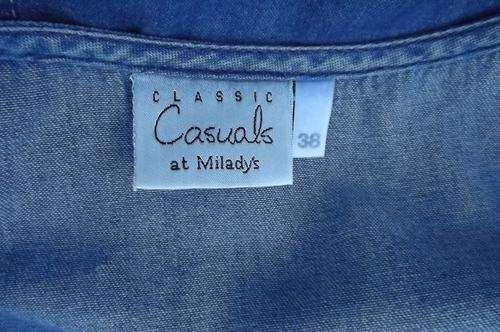 CLASSIC
Casuals
at Milady's
38